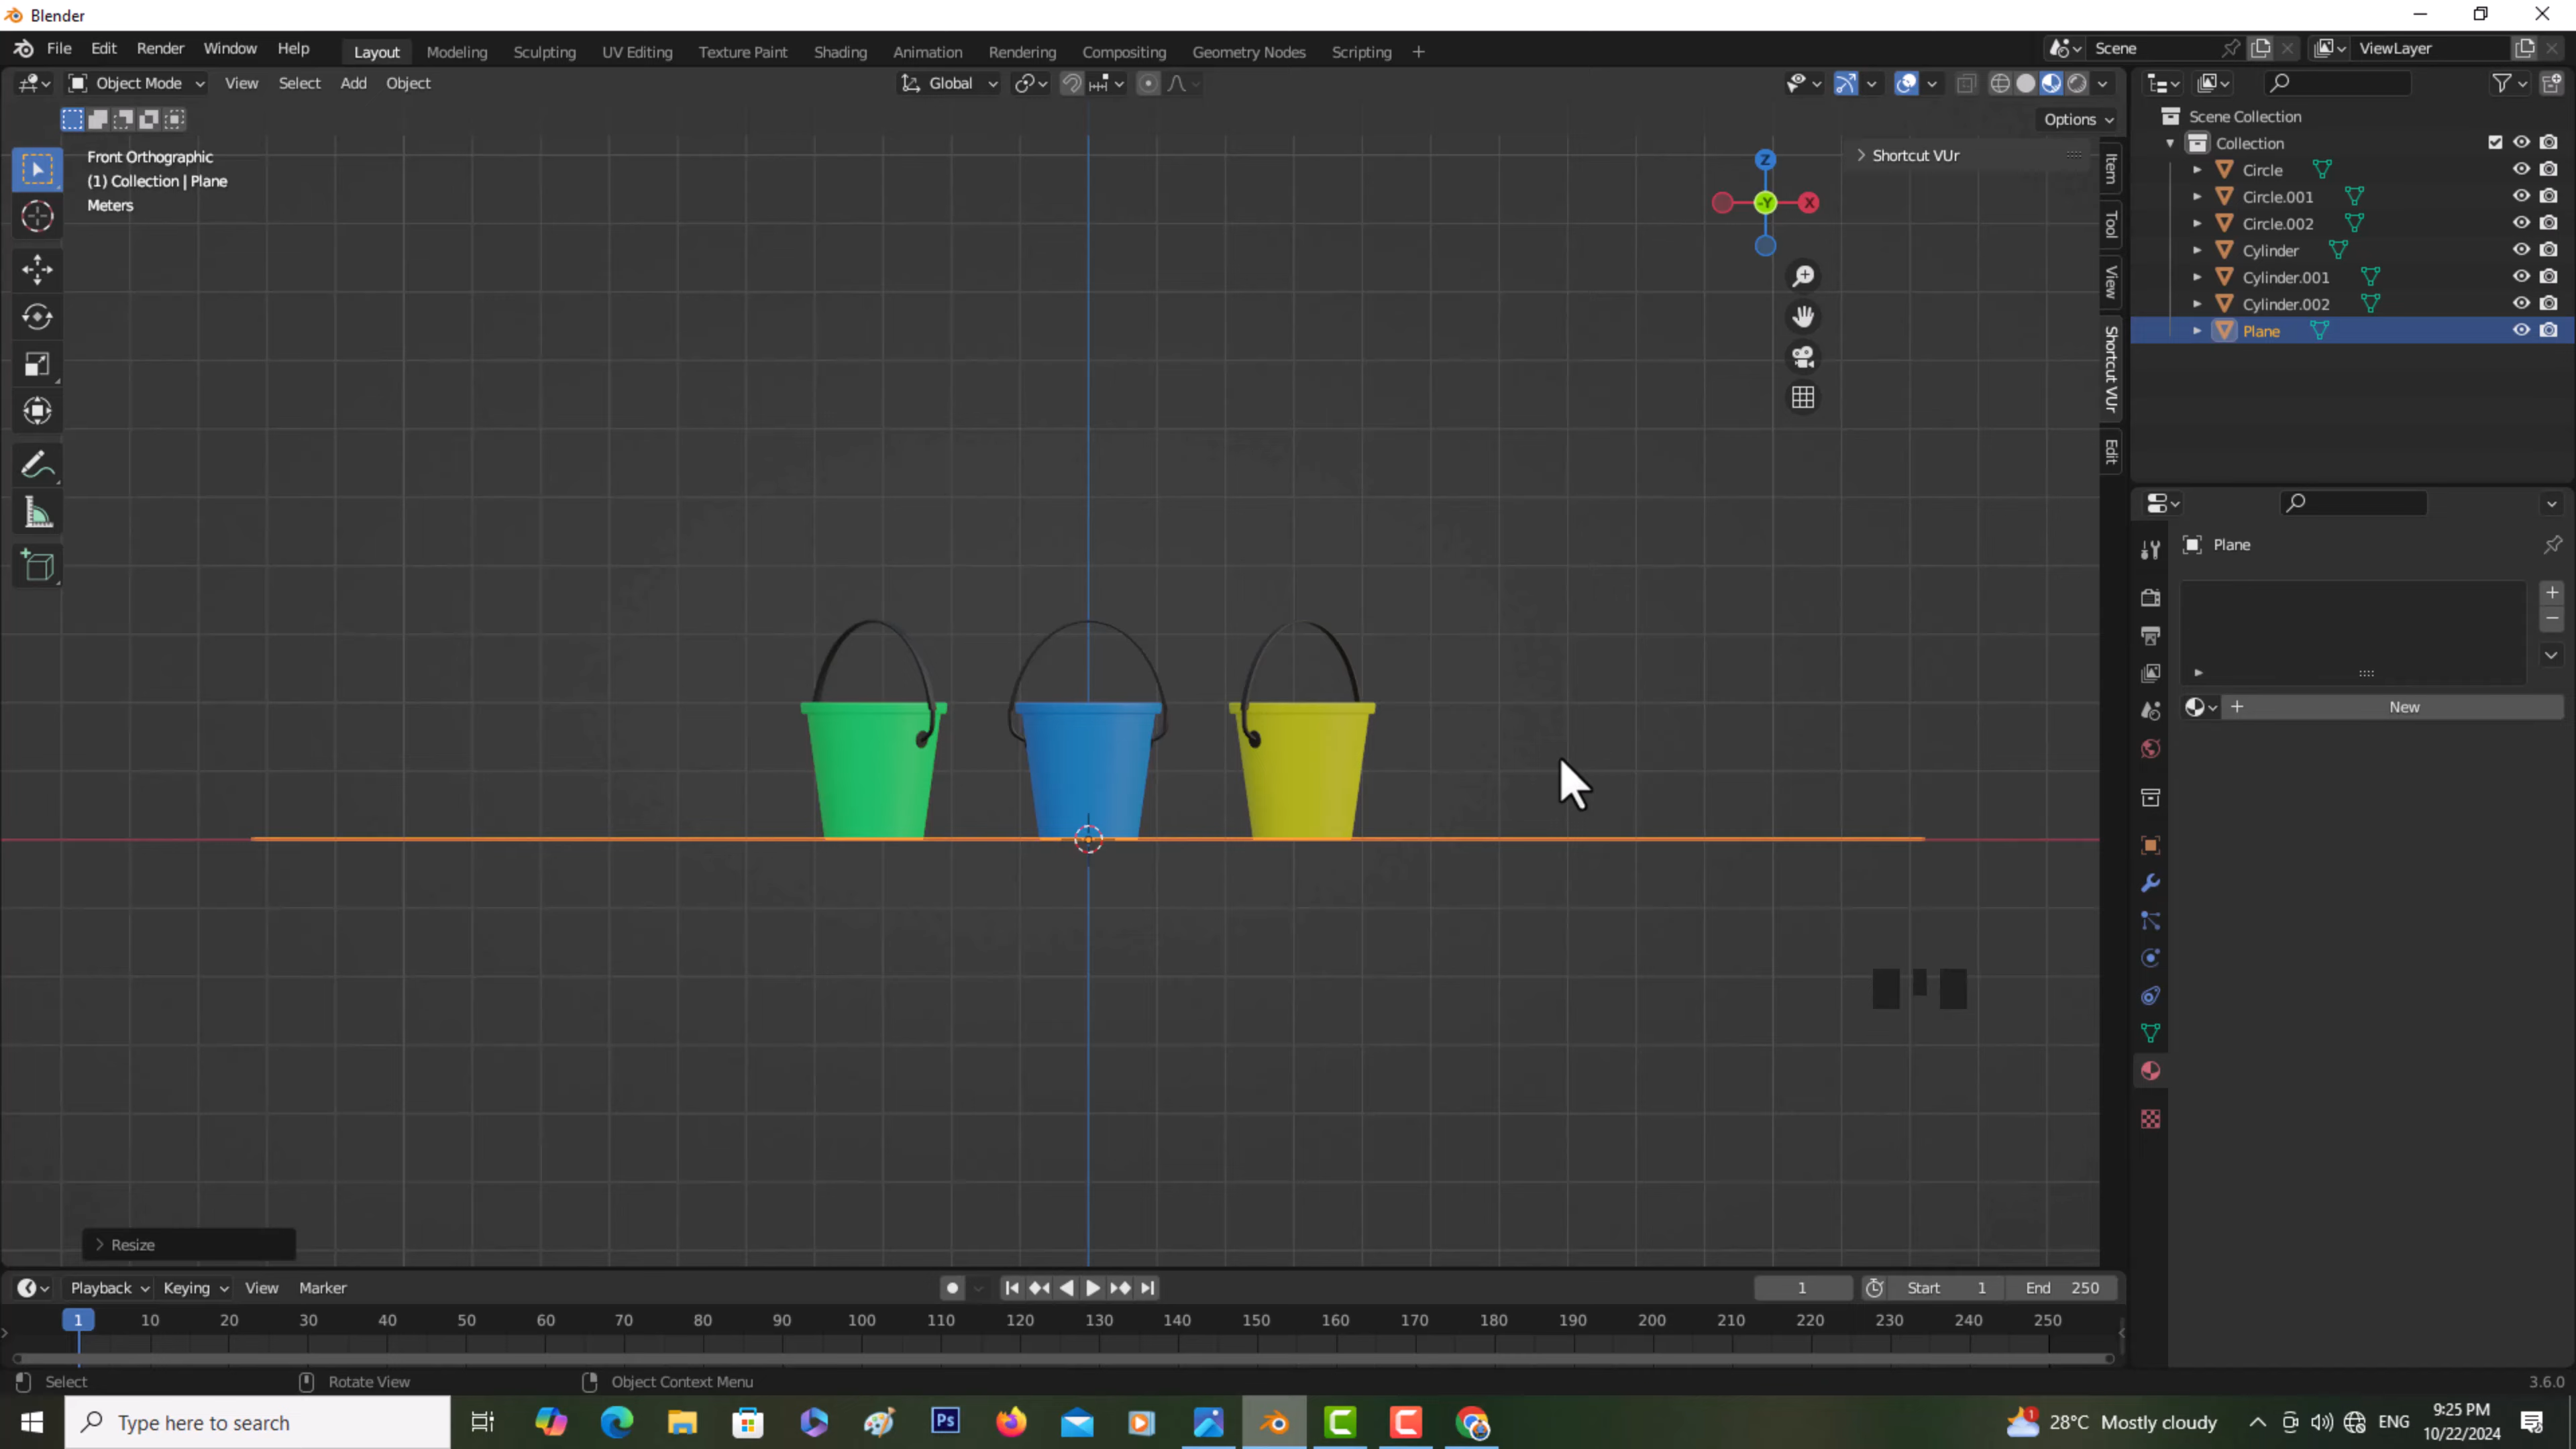 Blender
File Edit Render Window Help Layout Modeling Sculpting UV Editing Texture Paint Shading Animation Rendering Compositing Geometry Nodes Scripting + Scene ViewLayer
Object Mode View Select Add Object Global
Options
Front Orthographic
(1) Collection | Plane
Meters
Z
-Y X
Shortcut VUr
Item
Tool
View
Shortcut VUr
Edit
Scene Collection
Collection
Circle
Circle.001
Circle.002
Cylinder
Cylinder.001
Cylinder.002
Plane
Plane
New
Resize
Playback Keying View Marker 1 Start 1 End 250
1 10 20 30 40 50 60 70 80 90 100 110 120 130 140 150 160 170 180 190 200 210 220 230 240 250
Select Rotate View Object Context Menu 3.6.0
Type here to search Ps 1 28°C Mostly cloudy ENG 9:25 PM
10/22/2024